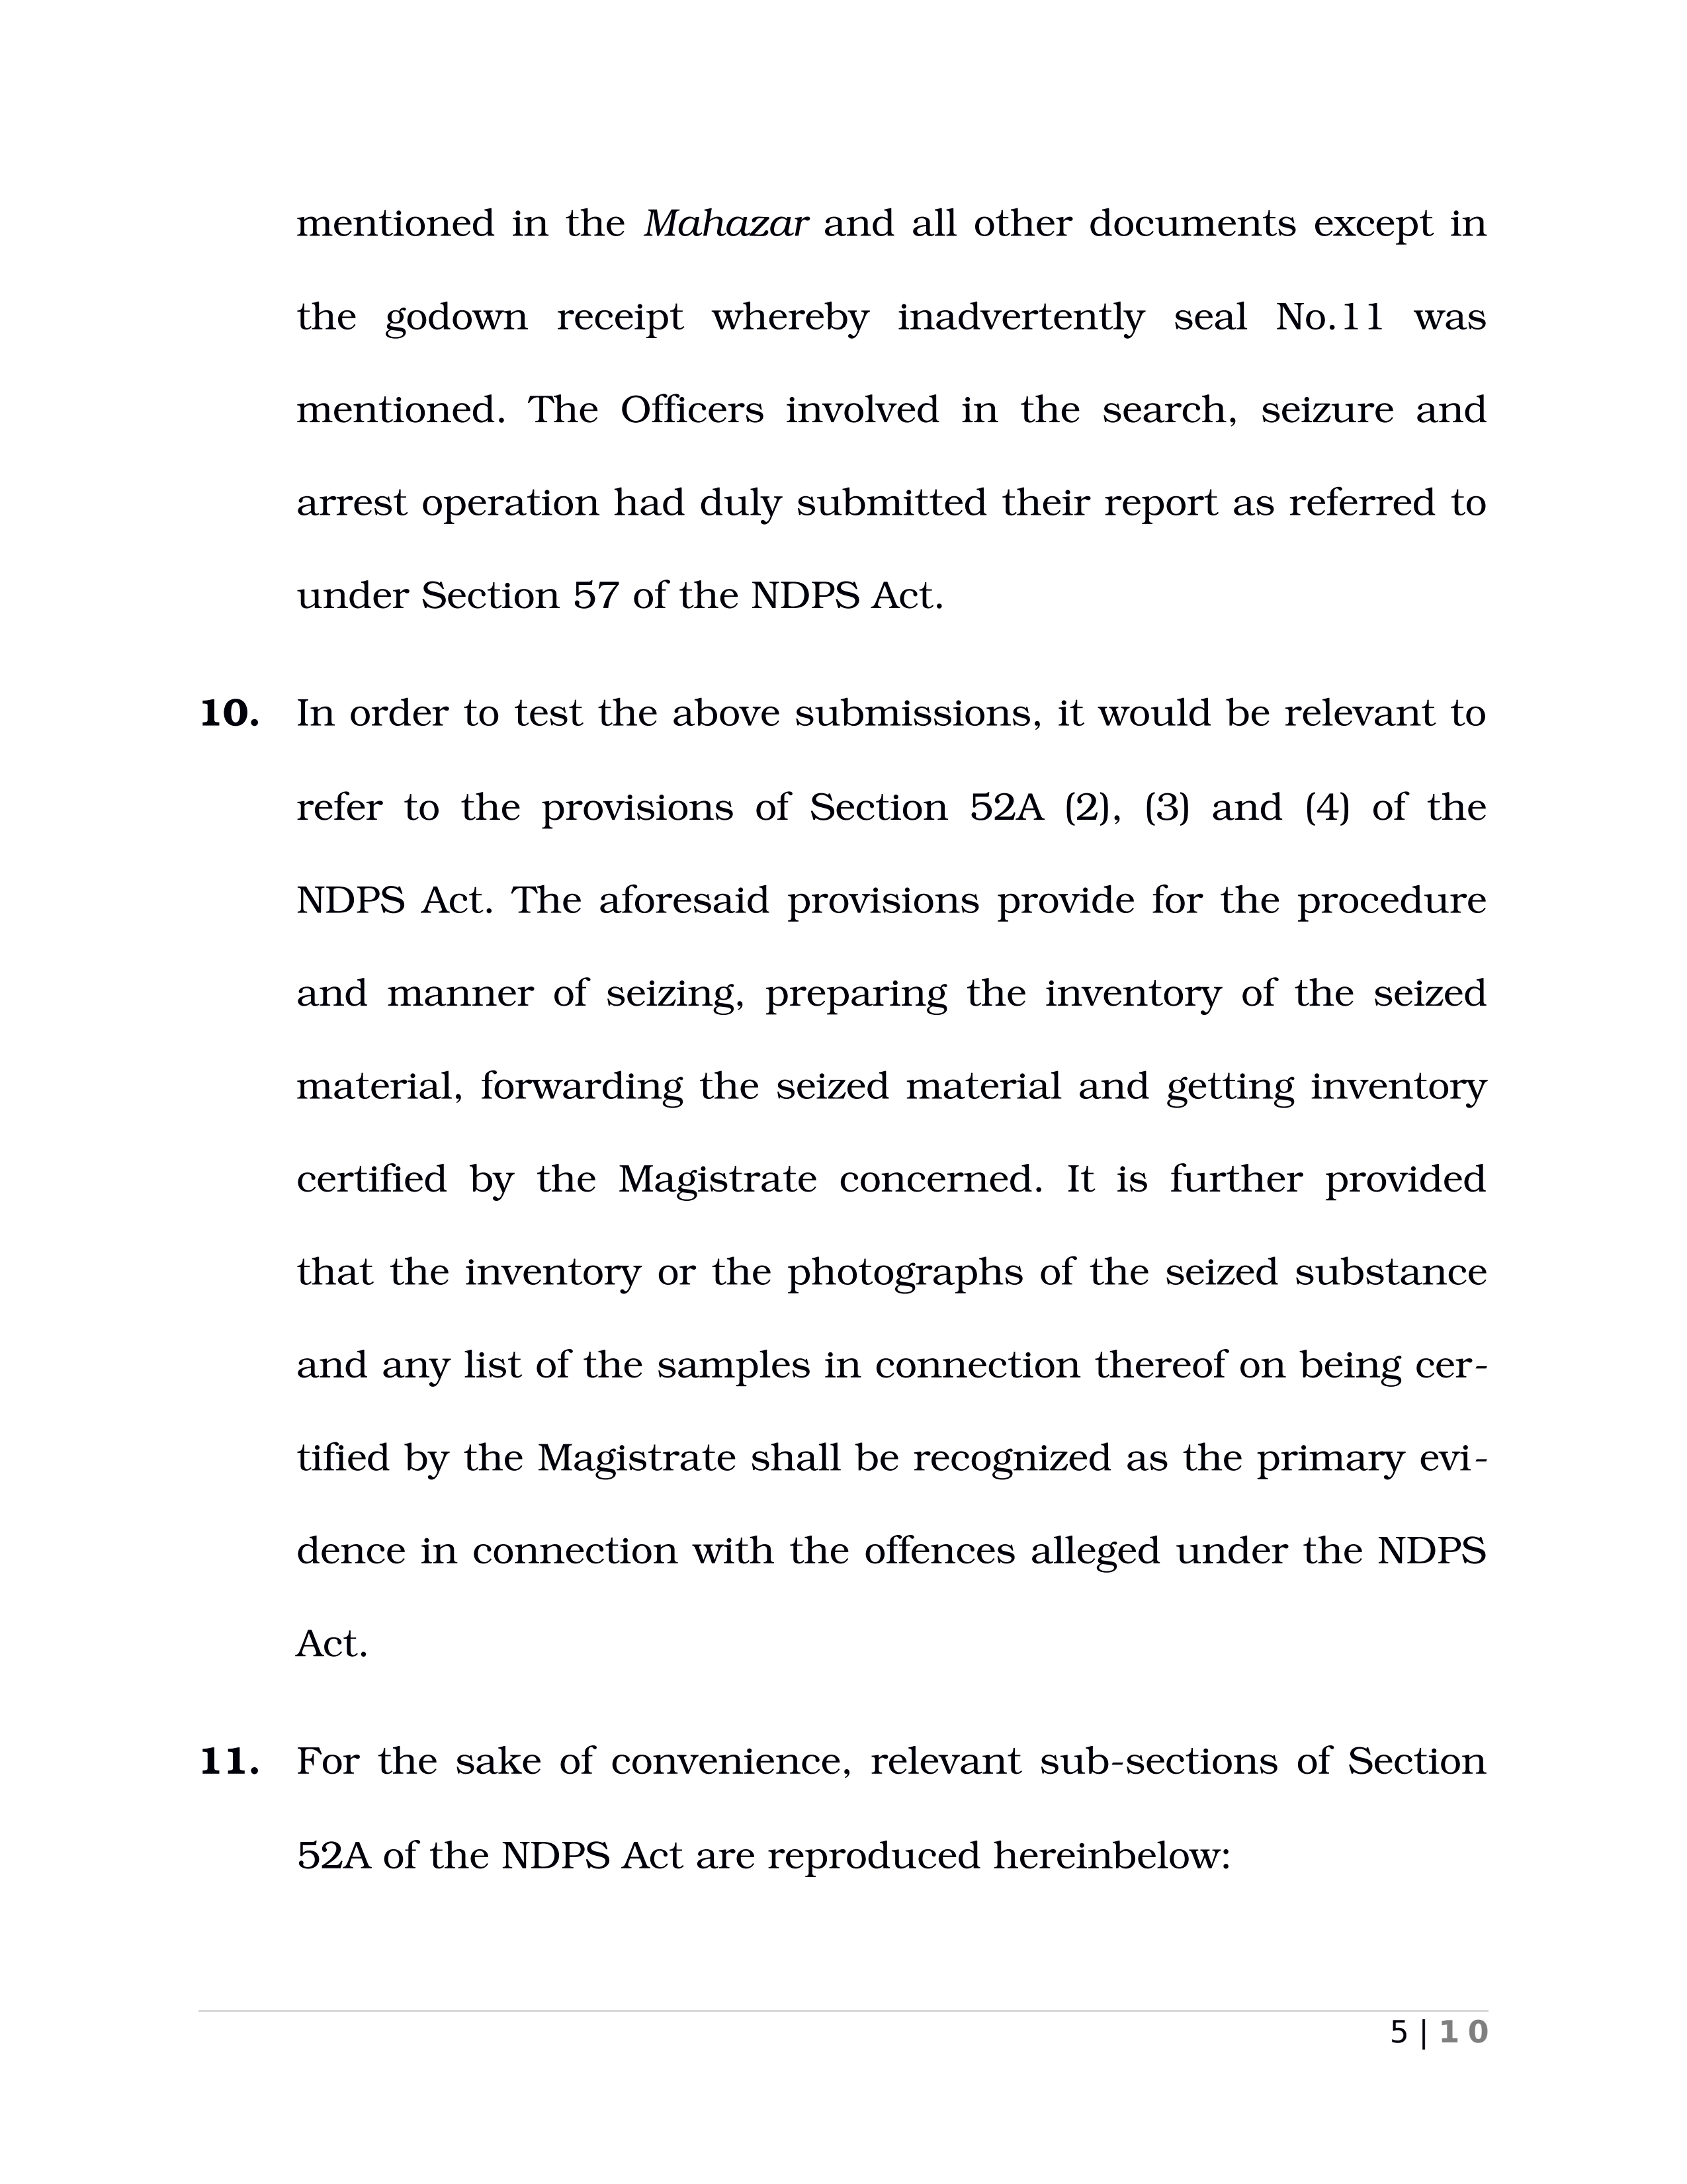 mentioned in the Mahazar and all other documents except in
the godown receipt whereby inadvertently seal No.11 was
mentioned. The Officers involved in the search, seizure and
arrest operation had duly submitted their report as referred to
under Section 57 of the NDPS Act.
10. In order to test the above submissions, it would be relevant to
refer to the provisions of Section 52A (2), (3) and (4) of the
NDPS Act. The aforesaid provisions provide for the procedure
and manner of seizing, preparing the inventory of the seized
material, forwarding the seized material and getting inventory
certified by the Magistrate concerned. It is further provided
that the inventory or the photographs of the seized substance
and any list of the samples in connection thereof on being cer-
tified by the Magistrate shall be recognized as the primary evi-
dence in connection with the offences alleged under the NDPS
Act.
11. For the sake of convenience, relevant sub-sections of Section
52A of the NDPS Act are reproduced hereinbelow:
5 | 1 0